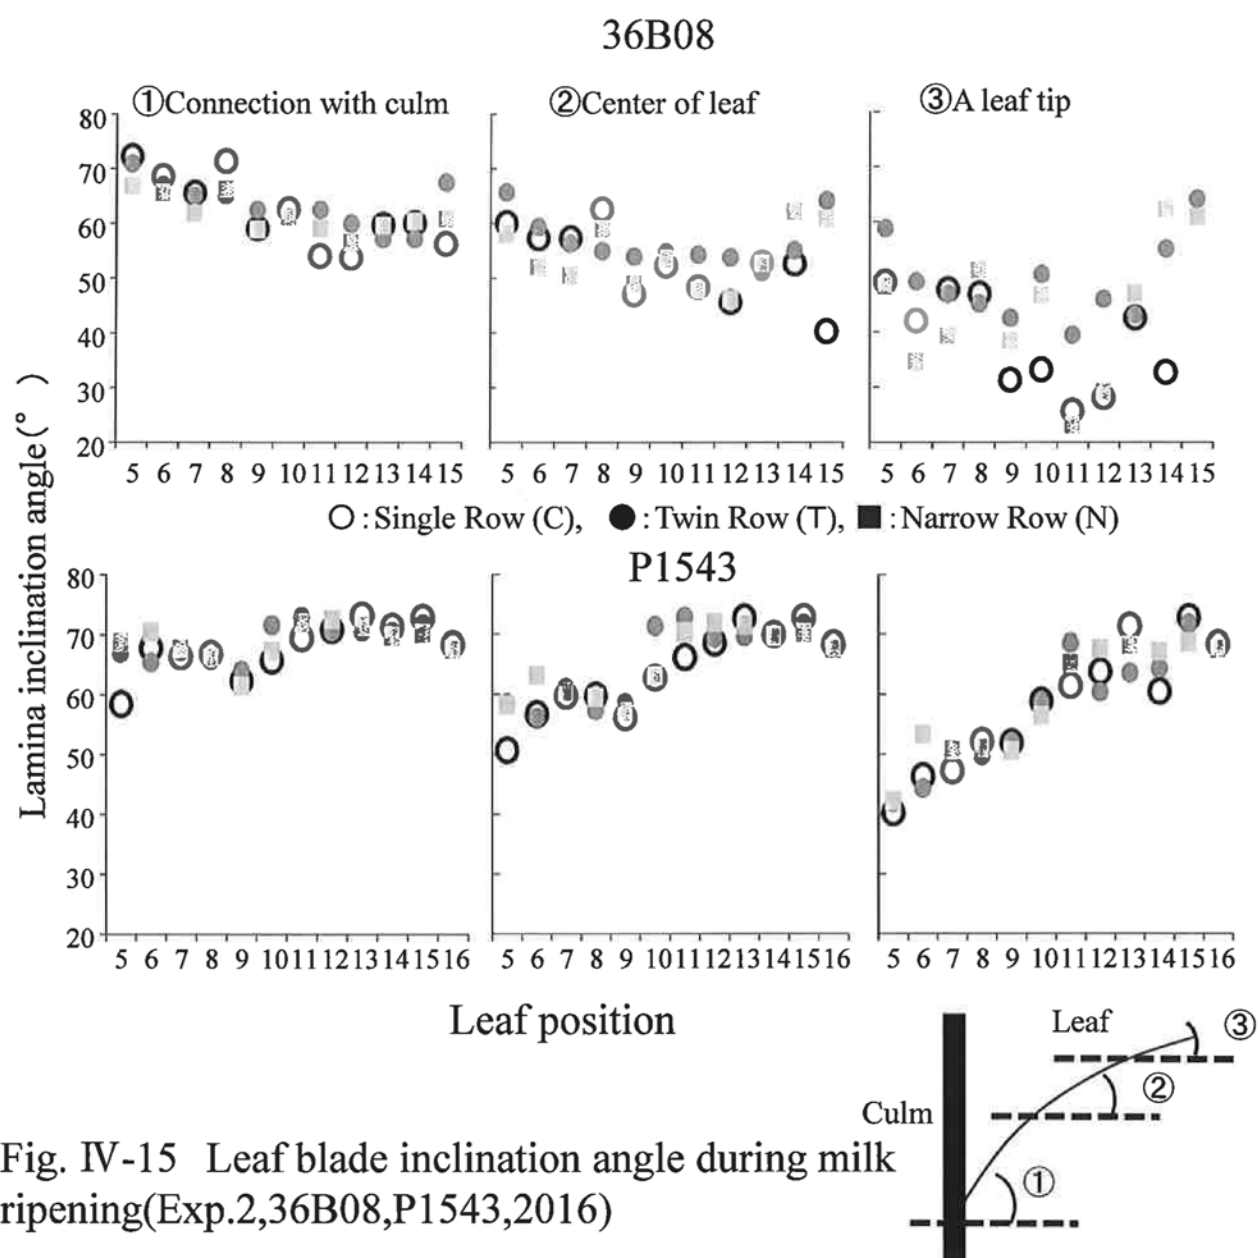 36B08
①Connection with culm ②Center of leaf ③A leaf tip
80
70
60
50
40
30
20
5 6 7 8 9 10 11 12 13 14 15 5 6 7 8 9 10 11 12 13 14 15 5 6 7 8 9 10 11 12 13 14 15
○ : Single Row (C), ● : Twin Row (T), ■ : Narrow Row (N)
Lamina inclination angle(° )
P1543
80
70
60
50
40
30
20
5 6 7 8 9 10 11 12 13 14 15 16 5 6 7 8 9 10 11 12 13 14 15 16 5 6 7 8 9 10 11 12 13 14 15 16
Leaf position
Leaf ③
②
Culm
①
Fig. Ⅳ-15 Leaf blade inclination angle during milk
ripening(Exp.2,36B08,P1543,2016)